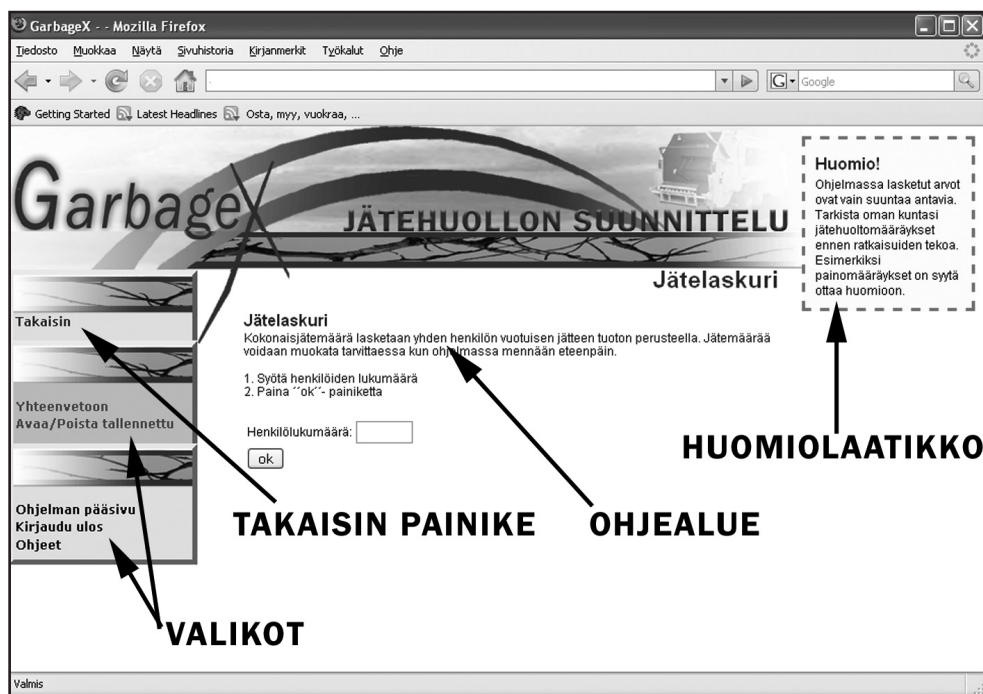 GarbageX - - Mozilla Firefox
Tiedosto Muokkaa Näytä Sivuhistoria Kirjanmerkit Työkalut Ohje
G Google
Getting Started Latest Headlines Osta, myy, vuokraa, ...
GarbageX
JÄTEHUOLLON SUUNNITTELU
Jätelaskuri
Huomio!
Ohjelmassa lasketut arvot
ovat vain suuntaa antavia.
Tarkista oman kuntasi
jätehuoltomääräykset
ennen ratkaisuiden tekoa.
Esimerkiksi
painomääräykset on syytä
ottaa huomioon.
Takaisin
Yhteenvetoon
Avaa/Poista tallennettu
Ohjelman pääsivu
Kirjaudu ulos
Ohjeet
Jätelaskuri
Kokonaisjätemäärä lasketaan yhden henkilön vuotuisen jätteen tuoton perusteella. Jätemäärää
voidaan muokata tarvittaessa kun ohjelmassa mennään eteenpäin.
1. Syötä henkilöiden lukumäärä
2. Paina ´´ok´´- painiketta
Henkilölukumäärä:
ok
HUOMIOLAATIKKO
TAKAISIN PAINIKE
OHJEALUE
VALIKOT
Valmis